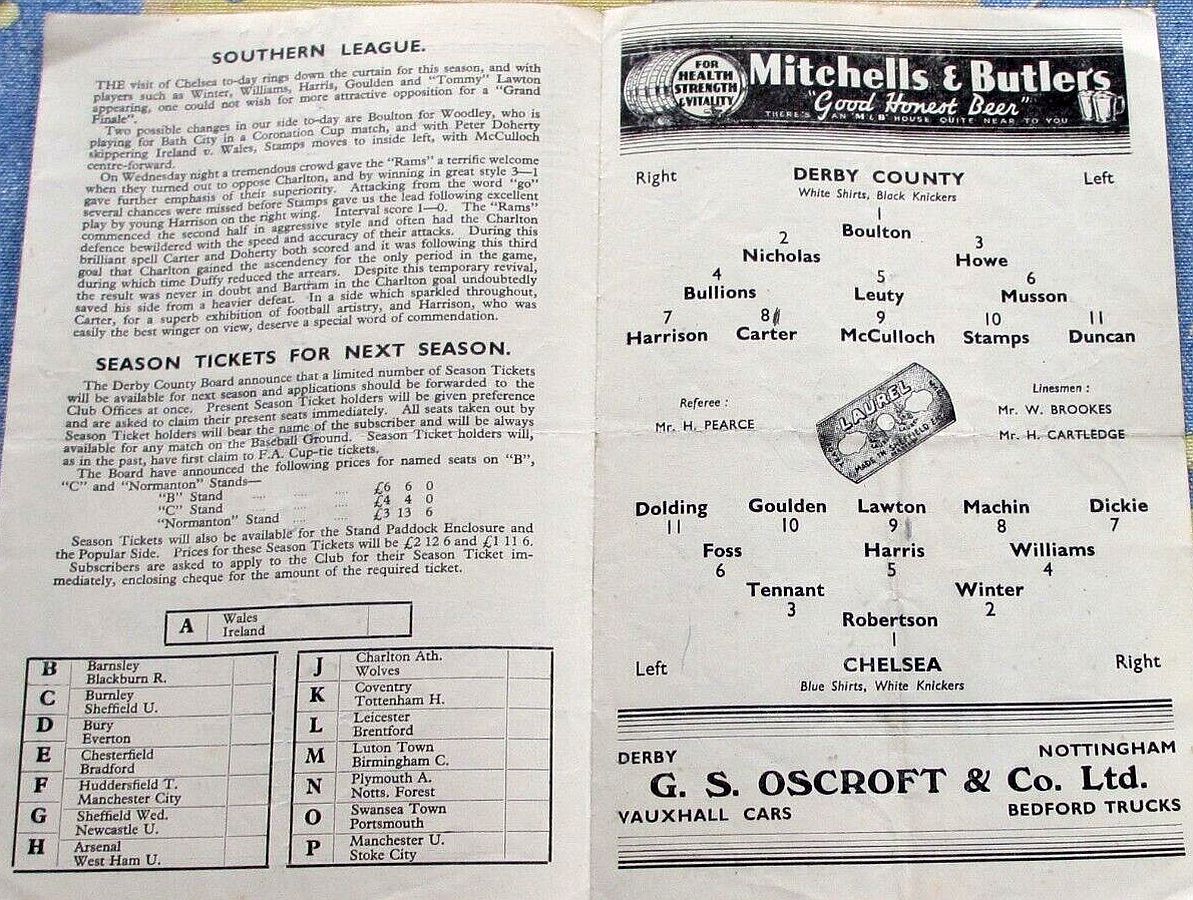 SOUTHERN LEAGUE.
THE visit of Chelsea to-day rings down the curtain for this season, and with
players such as Winter, Williams, Harris, Goulden and "Tommy" Lawton
appearing, one could not wish for more attractive opposition for a "Grand
Finale".
Two possible changes in our side to-day are Boulton for Woodley, who is
playing for Bath City in a Coronation Cup match, and with Peter Doherty
skippering Ireland v. Wales, Stamps moves to inside left, with McCulloch
centre-forward.
On Wednesday night a tremendous crowd gave the "Rams" a terrific welcome
when they turned out to oppose Charlton, and by winning in great style 3—1
gave further emphasis of their superiority. Attacking from the word "go"
several chances were missed before Stamps gave us the lead following excellent
play by young Harrison on the right wing. Interval score 1—0. The "Rams"
commenced the second half in aggressive style and often had the Charlton
defence bewildered with the speed and accuracy of their attacks. During this
brilliant spell Carter and Doherty both scored and it was following this third
goal that Charlton gained the ascendency for the only period in the game,
during which time Duffy reduced the arrears. Despite this temporary revival,
the result was never in doubt and Bartram in the Charlton goal undoubtedly
saved his side from a heavier defeat. In a side which sparkled throughout,
Carter, for a superb exhibition of football artistry, and Harrison, who was
easily the best winger on view, deserve a special word of commendation.
SEASON TICKETS FOR NEXT SEASON.
The Derby County Board announce that a limited number of Season Tickets
will be available for next season and applications should be forwarded to the
Club Offices at once. Present Season Ticket holders will be given preference
and are asked to claim their present seats immediately. All seats taken out by
Season Ticket holders will bear the name of the subscriber and will be always
available for any match on the Baseball Ground. Season Ticket holders will,
as in the past, have first claim to F.A. Cup-tie tickets.
The Board have announced the following prices for named seats on "B",
"C" and "Normanton" Stands—
"B" Stand .... .... .... £6 6 0
"C" Stand .... .... .... £4 4 0
"Normanton" Stand .... .... £3 13 6
Season Tickets will also be available for the Stand Paddock Enclosure and
the Popular Side. Prices for these Season Tickets will be £2 12 6 and £1 11 6.
Subscribers are asked to apply to the Club for their Season Ticket im-
mediately, enclosing cheque for the amount of the required ticket.
A Wales
Ireland
B Barnsley
Blackburn R.
C Burnley
Sheffield U.
D Bury
Everton
E Chesterfield
Bradford
F Huddersfield T.
Manchester City
G Sheffield Wed.
Newcastle U.
H Arsenal
West Ham U.
J Charlton Ath.
Wolves
K Coventry
Tottenham H.
L Leicester
Brentford
M Luton Town
Birmingham C.
N Plymouth A.
Notts. Forest
O Swansea Town
Portsmouth
P Manchester U.
Stoke City
FOR
HEALTH
STRENGTH
& VITALITY
Mitchells & Butlers
"Good Honest Beer"
THERE'S AN "M & B" HOUSE QUITE NEAR TO YOU
Right DERBY COUNTY Left
White Shirts, Black Knickers
1
Boulton
2 3
Nicholas Howe
4 5 6
Bullions Leuty Musson
7 8 9 10 11
Harrison Carter McCulloch Stamps Duncan
Referee :
Mr. H. PEARCE
LAUREL
MADE IN
Linesmen :
Mr. W. BROOKES
Mr. H. CARTLEDGE
Dolding Goulden Lawton Machin Dickie
11 10 9 8 7
Foss Harris Williams
6 5 4
Tennant Winter
3 2
Robertson
1
Left CHELSEA Right
Blue Shirts, White Knickers
DERBY NOTTINGHAM
G. S. OSCROFT & Co. Ltd.
VAUXHALL CARS BEDFORD TRUCKS